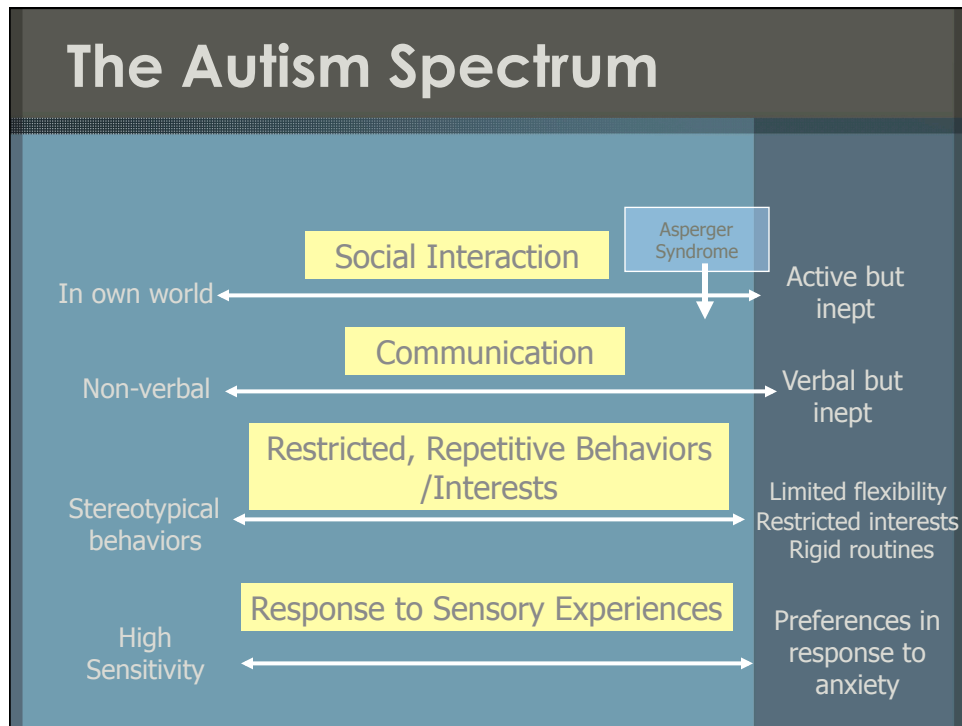 The Autism Spectrum
Asperger
Syndrome
Social Interaction
In own world
Active but
inept
Communication
Non-verbal
Verbal but
inept
Restricted, Repetitive Behaviors
/Interests
Stereotypical
behaviors
Limited flexibility
Restricted interests
Rigid routines
Response to Sensory Experiences
High
Sensitivity
Preferences in
response to
anxiety